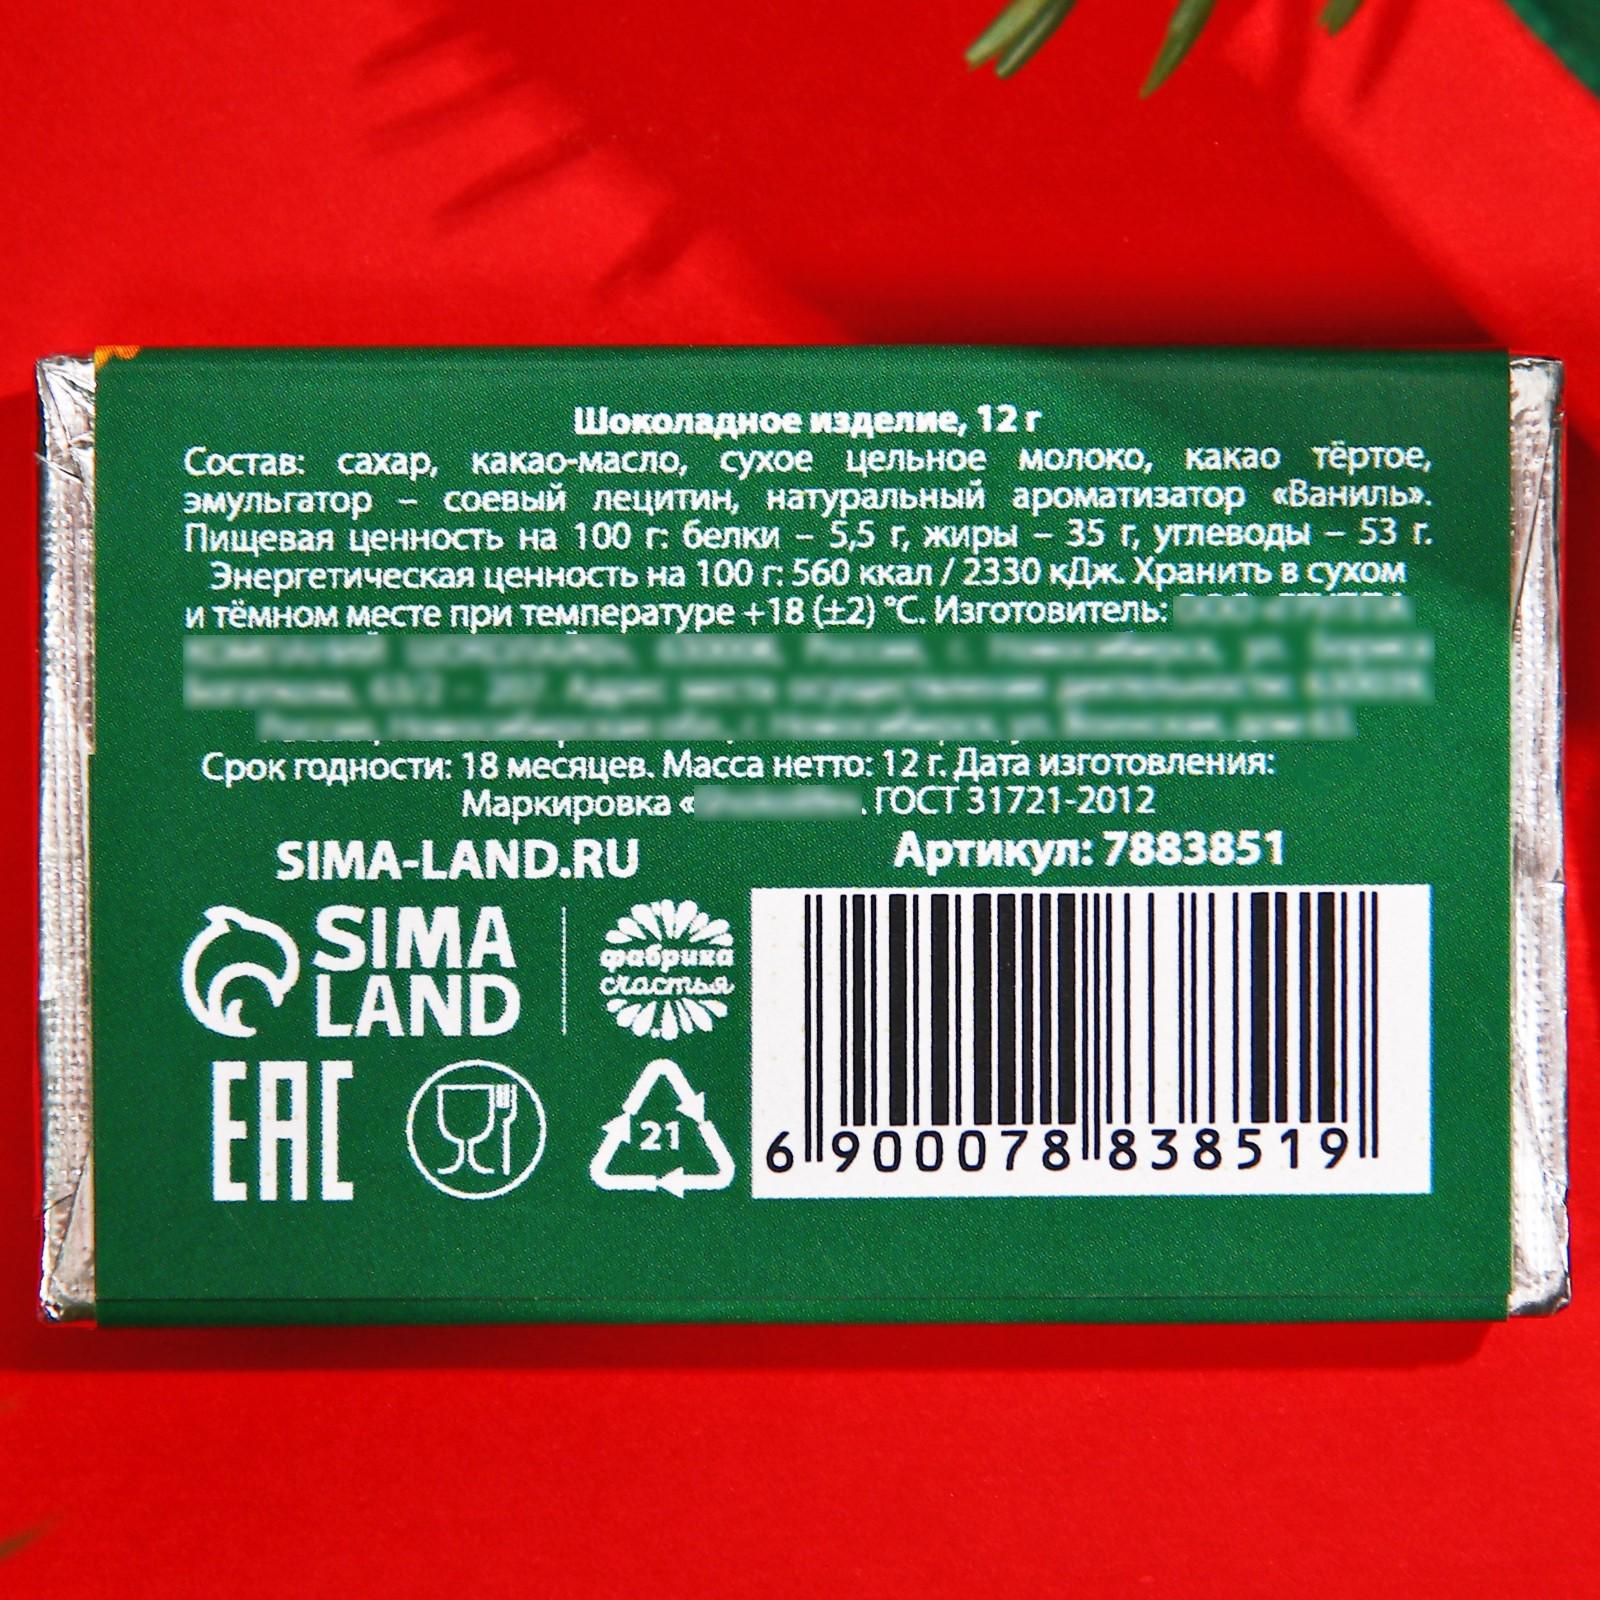 Шоколадное изделие, 12 г
Состав: сахар, какао-масло, сухое цельное молоко, какао тёртое,
эмульгатор – соевый лецитин, натуральный ароматизатор «Ваниль».
Пищевая ценность на 100 г: белки – 5,5 г, жиры – 35 г, углеводы – 53 г.
Энергетическая ценность на 100 г: 560 ккал / 2330 кДж. Хранить в сухом
и тёмном месте при температуре +18 (±2) °С. Изготовитель:
Срок годности: 18 месяцев. Масса нетто: 12 г. Дата изготовления:
Маркировка « . ГОСТ 31721-2012
SIMA-LAND.RU
Артикул: 7883851
SIMA
LAND
фабрика
счастья
EAC
21
6 900078 838519